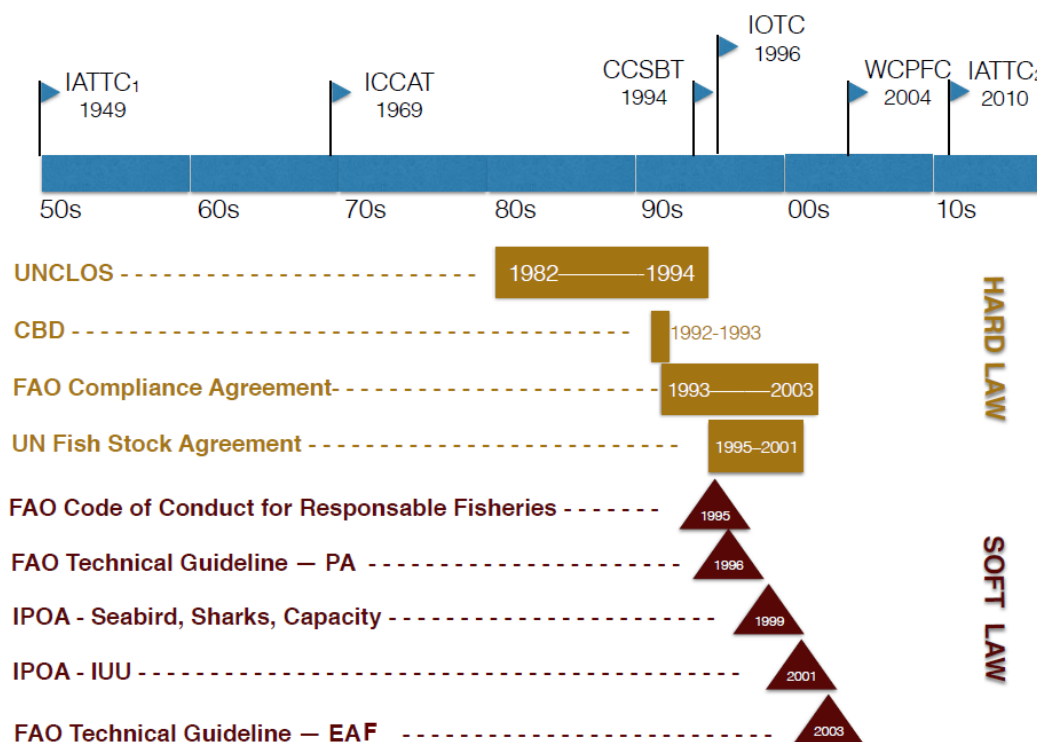 IATTC₁
1949
ICCAT
1969
CCSBT
1994
IOTC
1996
WCPFC
2004
IATTC₂
2010
50s 60s 70s 80s 90s 00s 10s
UNCLOS - - - - - - - - - - - - - - - - - - - - - - - - - 1982————-1994
CBD - - - - - - - - - - - - - - - - - - - - - - - - - - - - - - - - - - - - - - 1992-1993
FAO Compliance Agreement- - - - - - - - - - - - - - - - - - - - - - 1993———2003
UN Fish Stock Agreement - - - - - - - - - - - - - - - - - - - - - - - - - 1995–2001
HARD LAW
FAO Code of Conduct for Responsable Fisheries - - - - - - - 1995
FAO Technical Guideline — PA - - - - - - - - - - - - - - - - - - - - - 1996
IPOA - Seabird, Sharks, Capacity - - - - - - - - - - - - - - - - - - - - - - 1999
IPOA - IUU - - - - - - - - - - - - - - - - - - - - - - - - - - - - - - - - - - - - - - - - 2001
FAO Technical Guideline — EAF - - - - - - - - - - - - - - - - - - - - - - - - - 2003
SOFT LAW